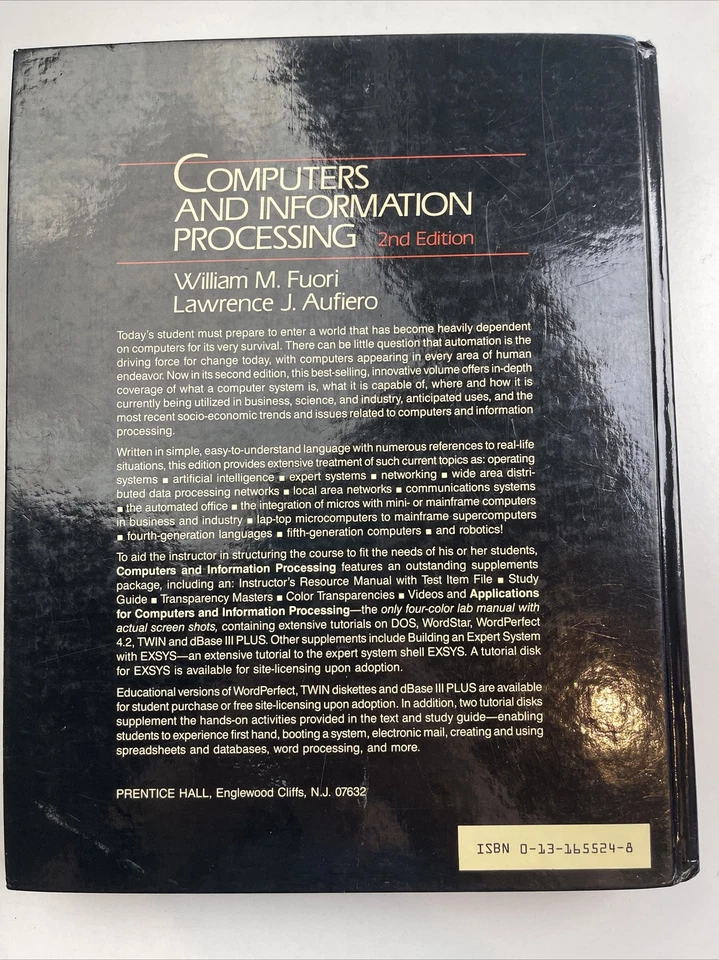 COMPUTERS
AND INFORMATION
PROCESSING 2nd Edition
William M. Fuori
Lawrence J. Aufiero
Today's student must prepare to enter a world that has become heavily dependent
on computers for its very survival. There can be little question that automation is the
driving force for change today, with computers appearing in every area of human
endeavor. Now in its second edition, this best-selling, innovative volume offers in-depth
coverage of what a computer system is, what it is capable of, where and how it is
currently being utilized in business, science, and industry, anticipated uses, and the
most recent socio-economic trends and issues related to computers and information
processing.
Written in simple, easy-to-understand language with numerous references to real-life
situations, this edition provides extensive treatment of such current topics as: operating
systems ■ artificial intelligence ■ expert systems ■ networking ■ wide area distri-
buted data processing networks ■ local area networks ■ communications systems
■ the automated office ■ the integration of micros with mini- or mainframe computers
in business and industry ■ lap-top microcomputers to mainframe supercomputers
■ fourth-generation languages ■ fifth-generation computers ■ and robotics!
To aid the instructor in structuring the course to fit the needs of his or her students,
Computers and Information Processing features an outstanding supplements
package, including an: Instructor's Resource Manual with Test Item File ■ Study
Guide ■ Transparency Masters ■ Color Transparencies ■ Videos and Applications
for Computers and Information Processing—the only four-color lab manual with
actual screen shots, containing extensive tutorials on DOS, WordStar, WordPerfect
4.2, TWIN and dBase III PLUS. Other supplements include Building an Expert System
with EXSYS—an extensive tutorial to the expert system shell EXSYS. A tutorial disk
for EXSYS is available for site-licensing upon adoption.
Educational versions of WordPerfect, TWIN diskettes and dBase III PLUS are available
for student purchase or free site-licensing upon adoption. In addition, two tutorial disks
supplement the hands-on activities provided in the text and study guide—enabling
students to experience first hand, booting a system, electronic mail, creating and using
spreadsheets and databases, word processing, and more.
PRENTICE HALL, Englewood Cliffs, N.J. 07632
ISBN 0-13-165524-8